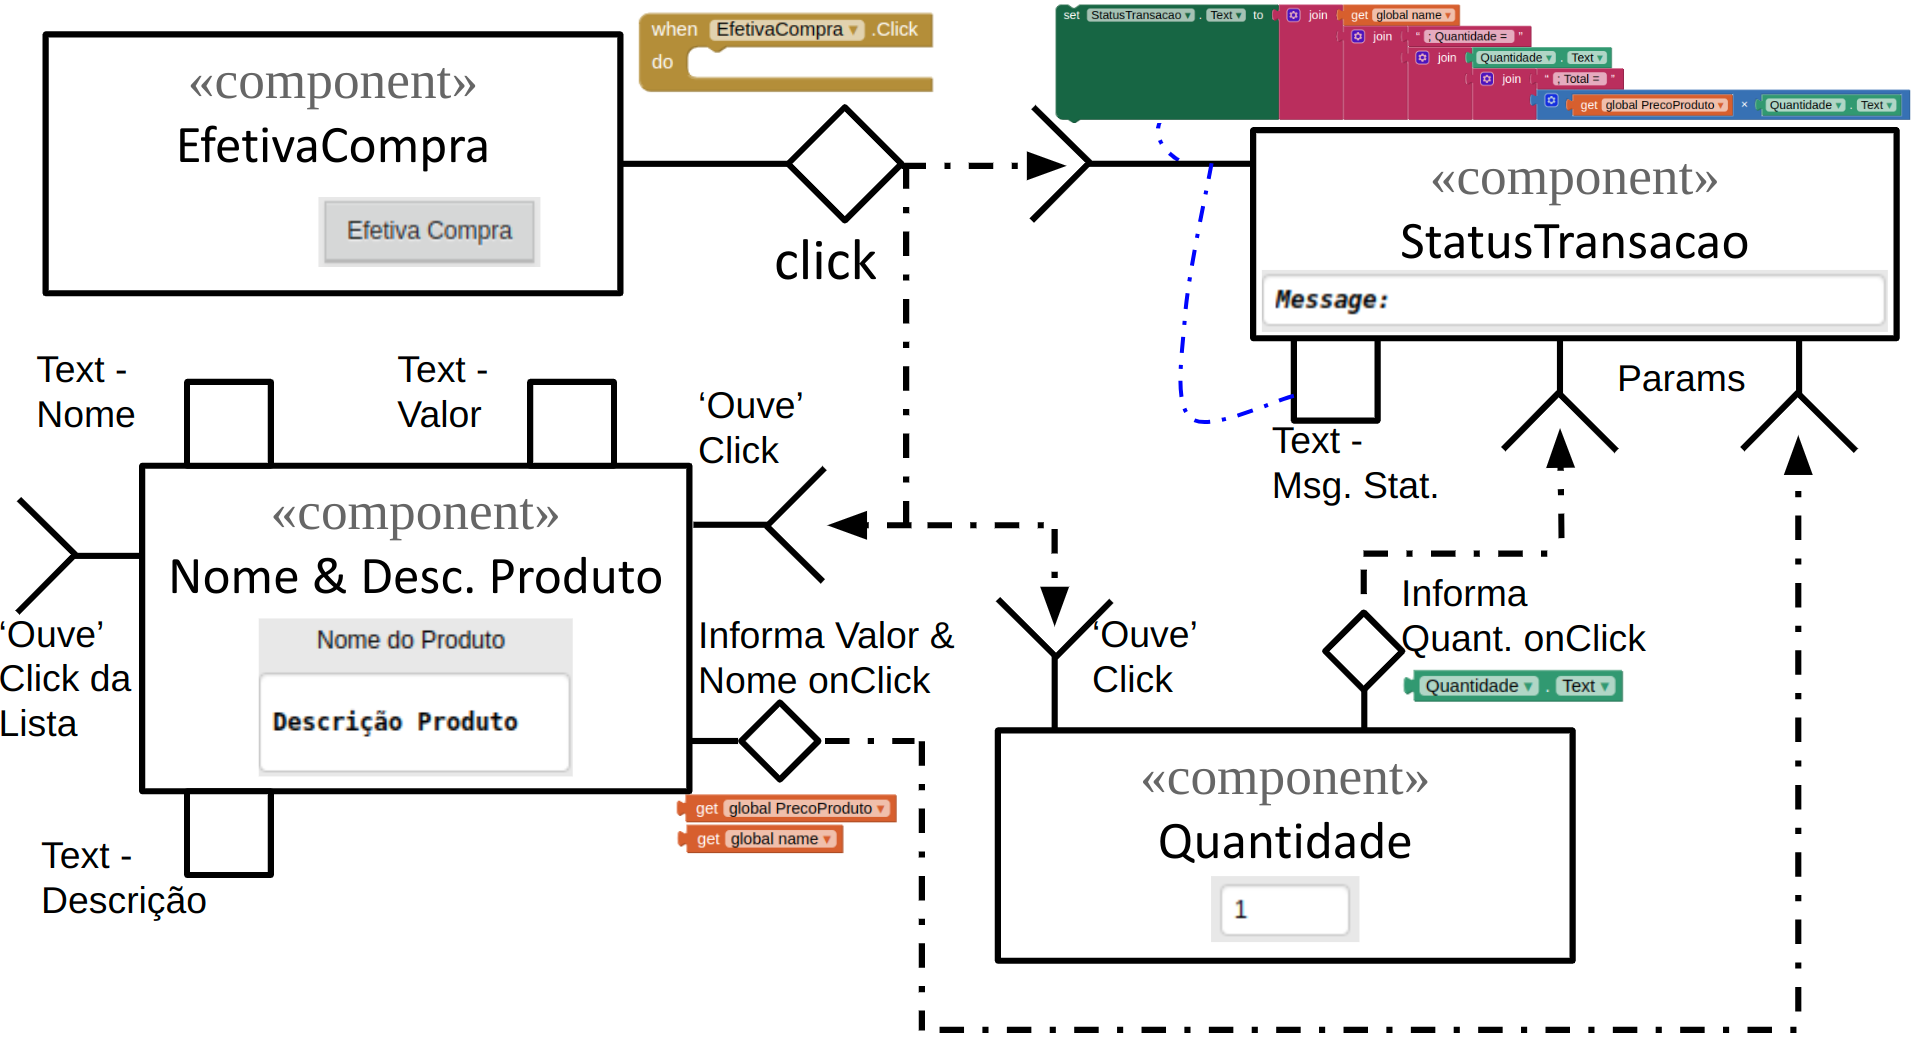 «component»
EfetivaCompra
Efetiva Compra
when EfetivaCompra .Click
do
click
set StatusTransacao . Text to join get global name
join " ; Quantidade = "
join Quantidade . Text
join " ; Total = "
get global PrecoProduto × Quantidade . Text
«component»
StatusTransacao
Message:
Params
Text -
Msg. Stat.
Text -
Nome
Text -
Valor
‘Ouve’
Click
«component»
Nome & Desc. Produto
Nome do Produto
Descrição Produto
‘Ouve’
Click da
Lista
Text -
Descrição
Informa Valor &
Nome onClick
get global PrecoProduto
get global name
‘Ouve’
Click
Informa
Quant. onClick
Quantidade . Text
«component»
Quantidade
1